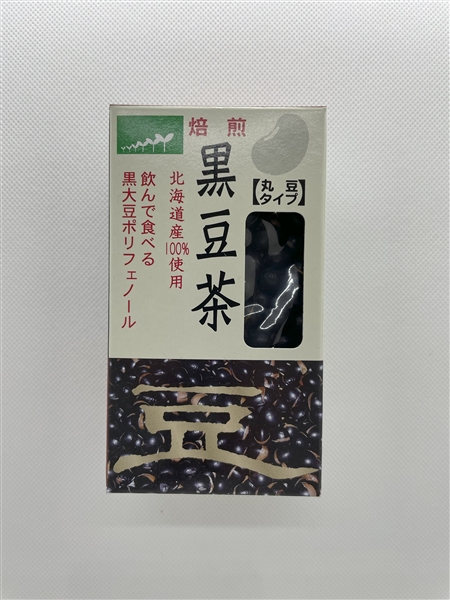 焙煎
黒豆茶
【丸豆
タイプ】
北海道産100%使用
飲んで食べる
黒大豆ポリフェノール
豆